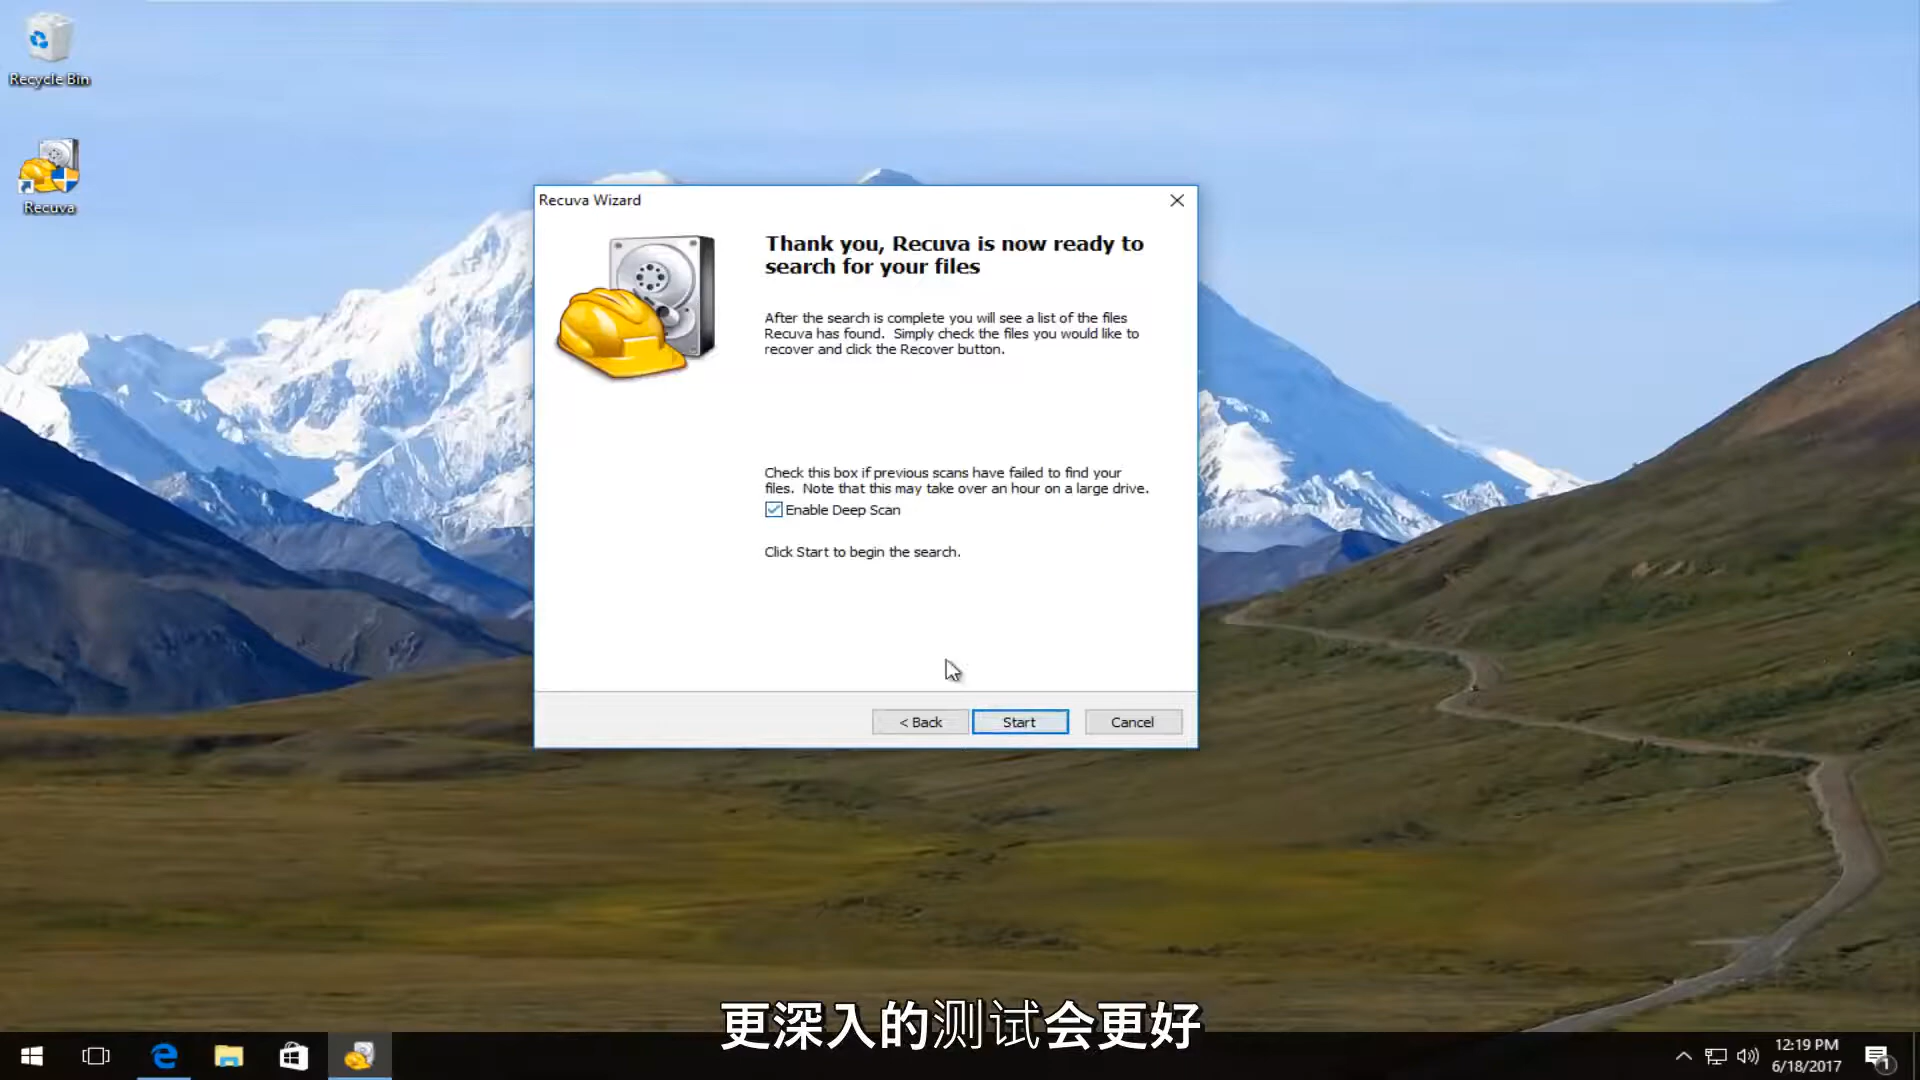 Recycle Bin
Recuva
Recuva Wizard
Thank you, Recuva is now ready to
search for your files
After the search is complete you will see a list of the files
Recuva has found.  Simply check the files you would like to
recover and click the Recover button.
Check this box if previous scans have failed to find your
files.  Note that this may take over an hour on a large drive.
Enable Deep Scan
Click Start to begin the search.
< Back
Start
Cancel
更深入的测试会更好
12:19 PM
6/18/2017
1